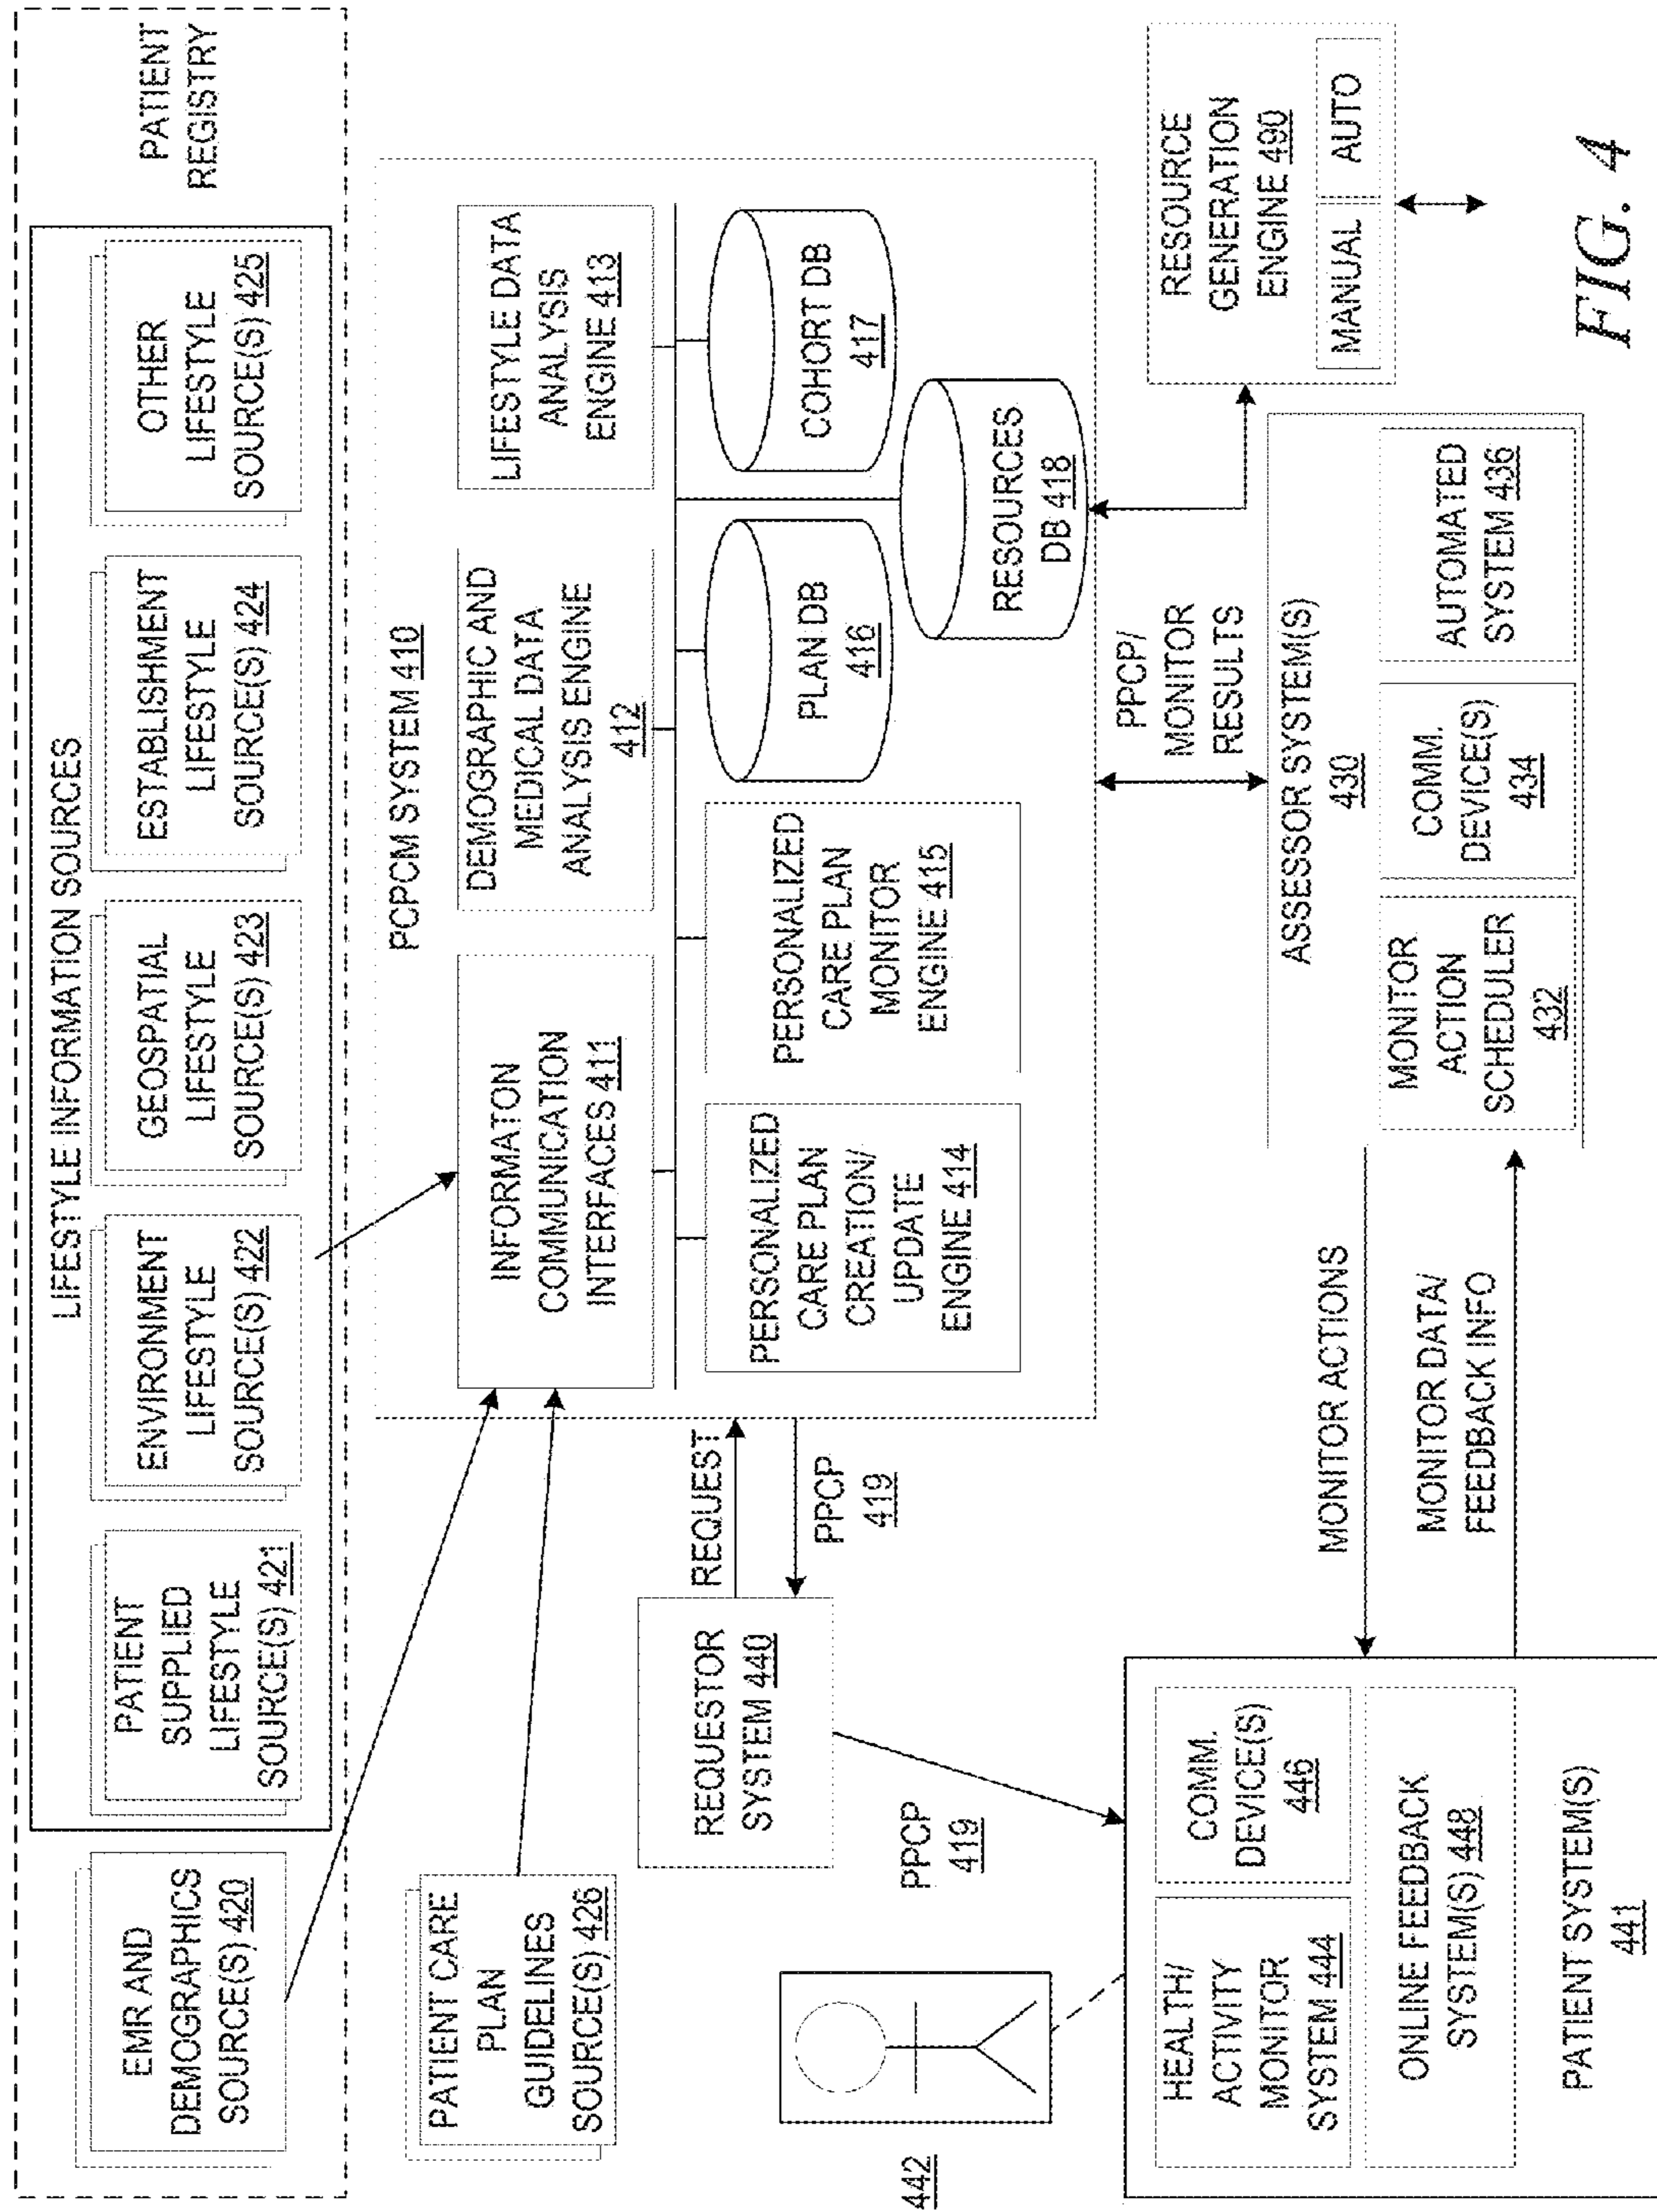 PATIENT
REGISTRY
LIFESTYLE INFORMATION SOURCES
EMR AND
DEMOGRAPHICS
SOURCE(S) 420
PATIENT
SUPPLIED
LIFESTYLE
SOURCE(S) 421
ENVIRONMENT
LIFESTYLE
SOURCE(S) 422
GEOSPATIAL
LIFESTYLE
SOURCE(S) 423
ESTABLISHMENT
LIFESTYLE
SOURCE(S) 424
OTHER
LIFESTYLE
SOURCE(S) 425
PATIENT CARE
PLAN
GUIDELINES
SOURCE(S) 426
PCPCM SYSTEM 410
INFORMATON
COMMUNICATION
INTERFACES 411
DEMOGRAPHIC AND
MEDICAL DATA
ANALYSIS ENGINE
412
LIFESTYLE DATA
ANALYSIS
ENGINE 413
PERSONALIZED
CARE PLAN
CREATION/
UPDATE
ENGINE 414
PERSONALIZED
CARE PLAN
MONITOR
ENGINE 415
PLAN DB
416
COHORT DB
417
RESOURCES
DB 418
REQUEST
PPCP
419
REQUESTOR
SYSTEM 440
PPCP
419
442
HEALTH/
ACTIVITY
MONITOR
SYSTEM 444
COMM.
DEVICE(S)
446
ONLINE FEEDBACK
SYSTEM(S) 448
PATIENT SYSTEM(S)
441
MONITOR ACTIONS
MONITOR DATA/
FEEDBACK INFO
PPCP/
MONITOR
RESULTS
ASSESSOR SYSTEM(S)
430
MONITOR
ACTION
SCHEDULER
432
COMM.
DEVICE(S)
434
AUTOMATED
SYSTEM 436
RESOURCE
GENERATION
ENGINE 490
MANUAL
AUTO
FIG. 4